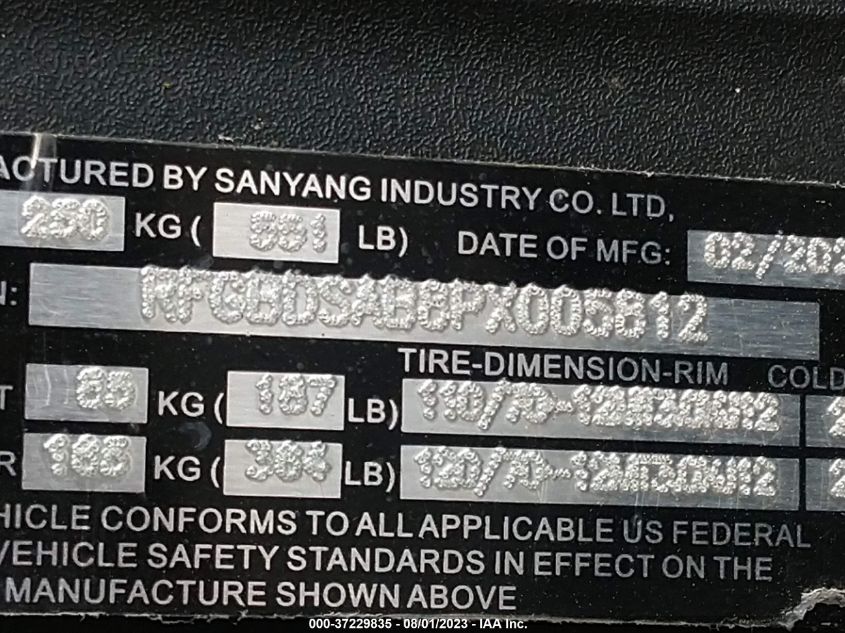 ACTURED BY SANYANG INDUSTRY CO. LTD,
250 KG ( 551 LB) DATE OF MFG: 02/202
N: RFGBDSAB8PX005812
TIRE-DIMENSION-RIM COLD
T 85 KG ( 187 LB) 110/70-12
R 165 KG ( 364 LB) 120/70-12
HICLE CONFORMS TO ALL APPLICABLE US FEDERAL
VEHICLE SAFETY STANDARDS IN EFFECT ON THE
MANUFACTURE SHOWN ABOVE
000-37229835 - 08/01/2023 - IAA Inc.